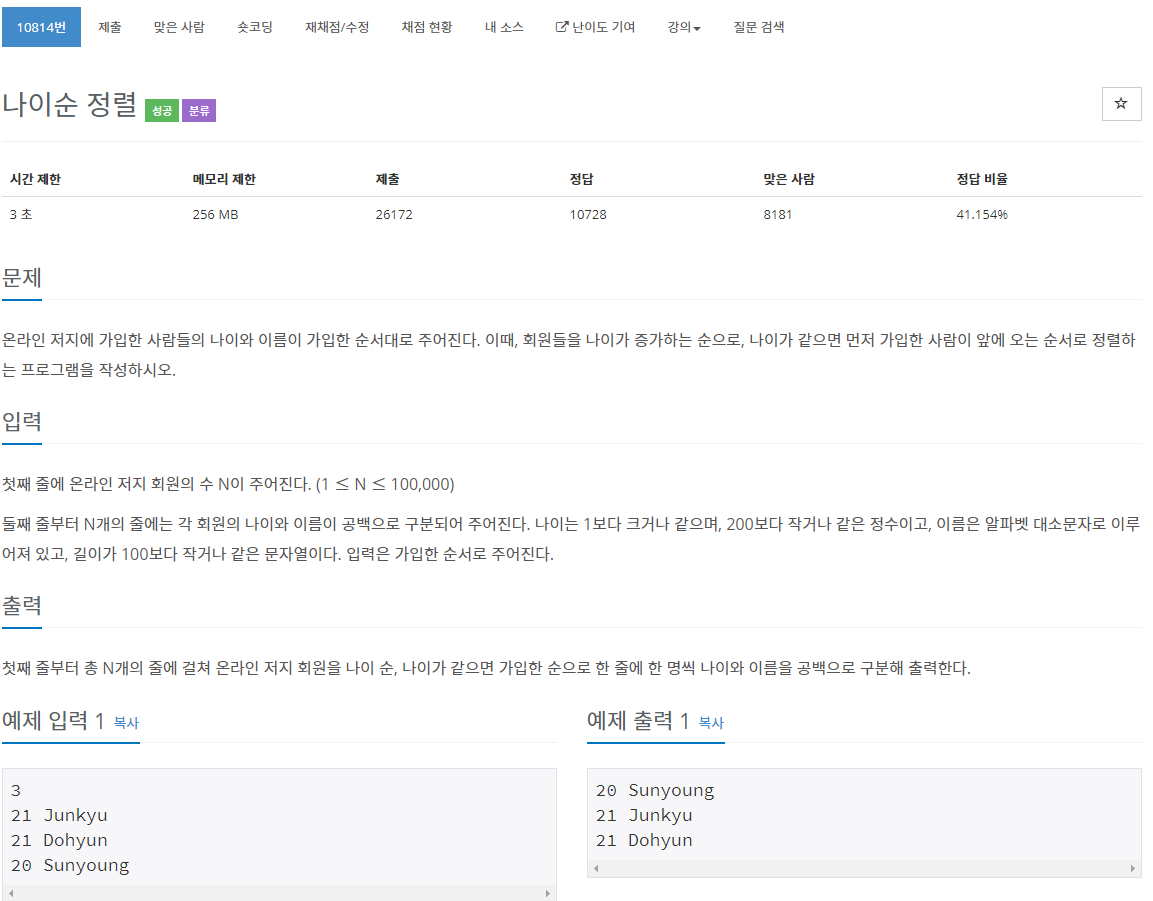 10814번 제출 맞은 사람 숏코딩 재채점/수정 채점 현황 내 소스 난이도 기여 강의 질문 검색
나이순 정렬 성공 분류
시간 제한 메모리 제한 제출 정답 맞은 사람 정답 비율
3 초 256 MB 26172 10728 8181 41.154%
문제
온라인 저지에 가입한 사람들의 나이와 이름이 가입한 순서대로 주어진다. 이때, 회원들을 나이가 증가하는 순으로, 나이가 같으면 먼저 가입한 사람이 앞에 오는 순서로 정렬하
는 프로그램을 작성하시오.
입력
첫째 줄에 온라인 저지 회원의 수 N이 주어진다. (1 ≤ N ≤ 100,000)
둘째 줄부터 N개의 줄에는 각 회원의 나이와 이름이 공백으로 구분되어 주어진다. 나이는 1보다 크거나 같으며, 200보다 작거나 같은 정수이고, 이름은 알파벳 대소문자로 이루
어져 있고, 길이가 100보다 작거나 같은 문자열이다. 입력은 가입한 순서로 주어진다.
출력
첫째 줄부터 총 N개의 줄에 걸쳐 온라인 저지 회원을 나이 순, 나이가 같으면 가입한 순으로 한 줄에 한 명씩 나이와 이름을 공백으로 구분해 출력한다.
예제 입력 1 복사
3
21 Junkyu
21 Dohyun
20 Sunyoung
예제 출력 1 복사
20 Sunyoung
21 Junkyu
21 Dohyun